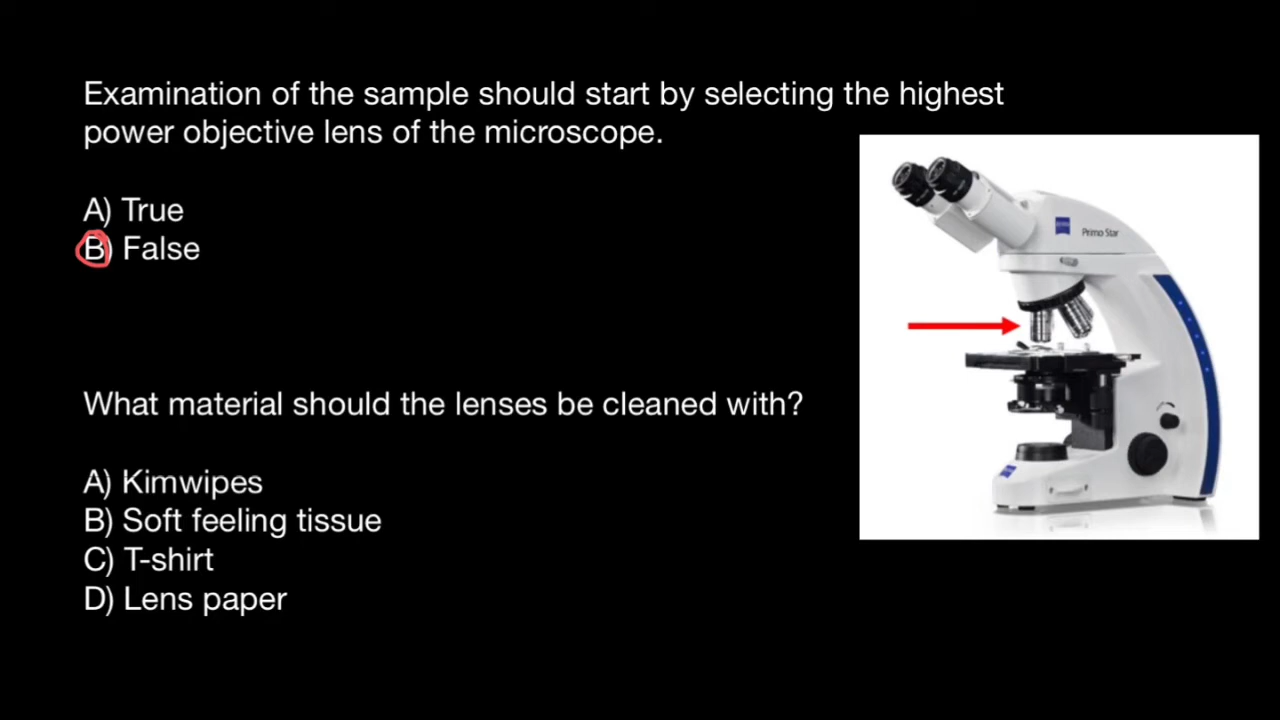 Examination of the sample should start by selecting the highest
power objective lens of the microscope.
A) True
B) False
What material should the lenses be cleaned with?
A) Kimwipes
B) Soft feeling tissue
C) T-shirt
D) Lens paper
Primo Star